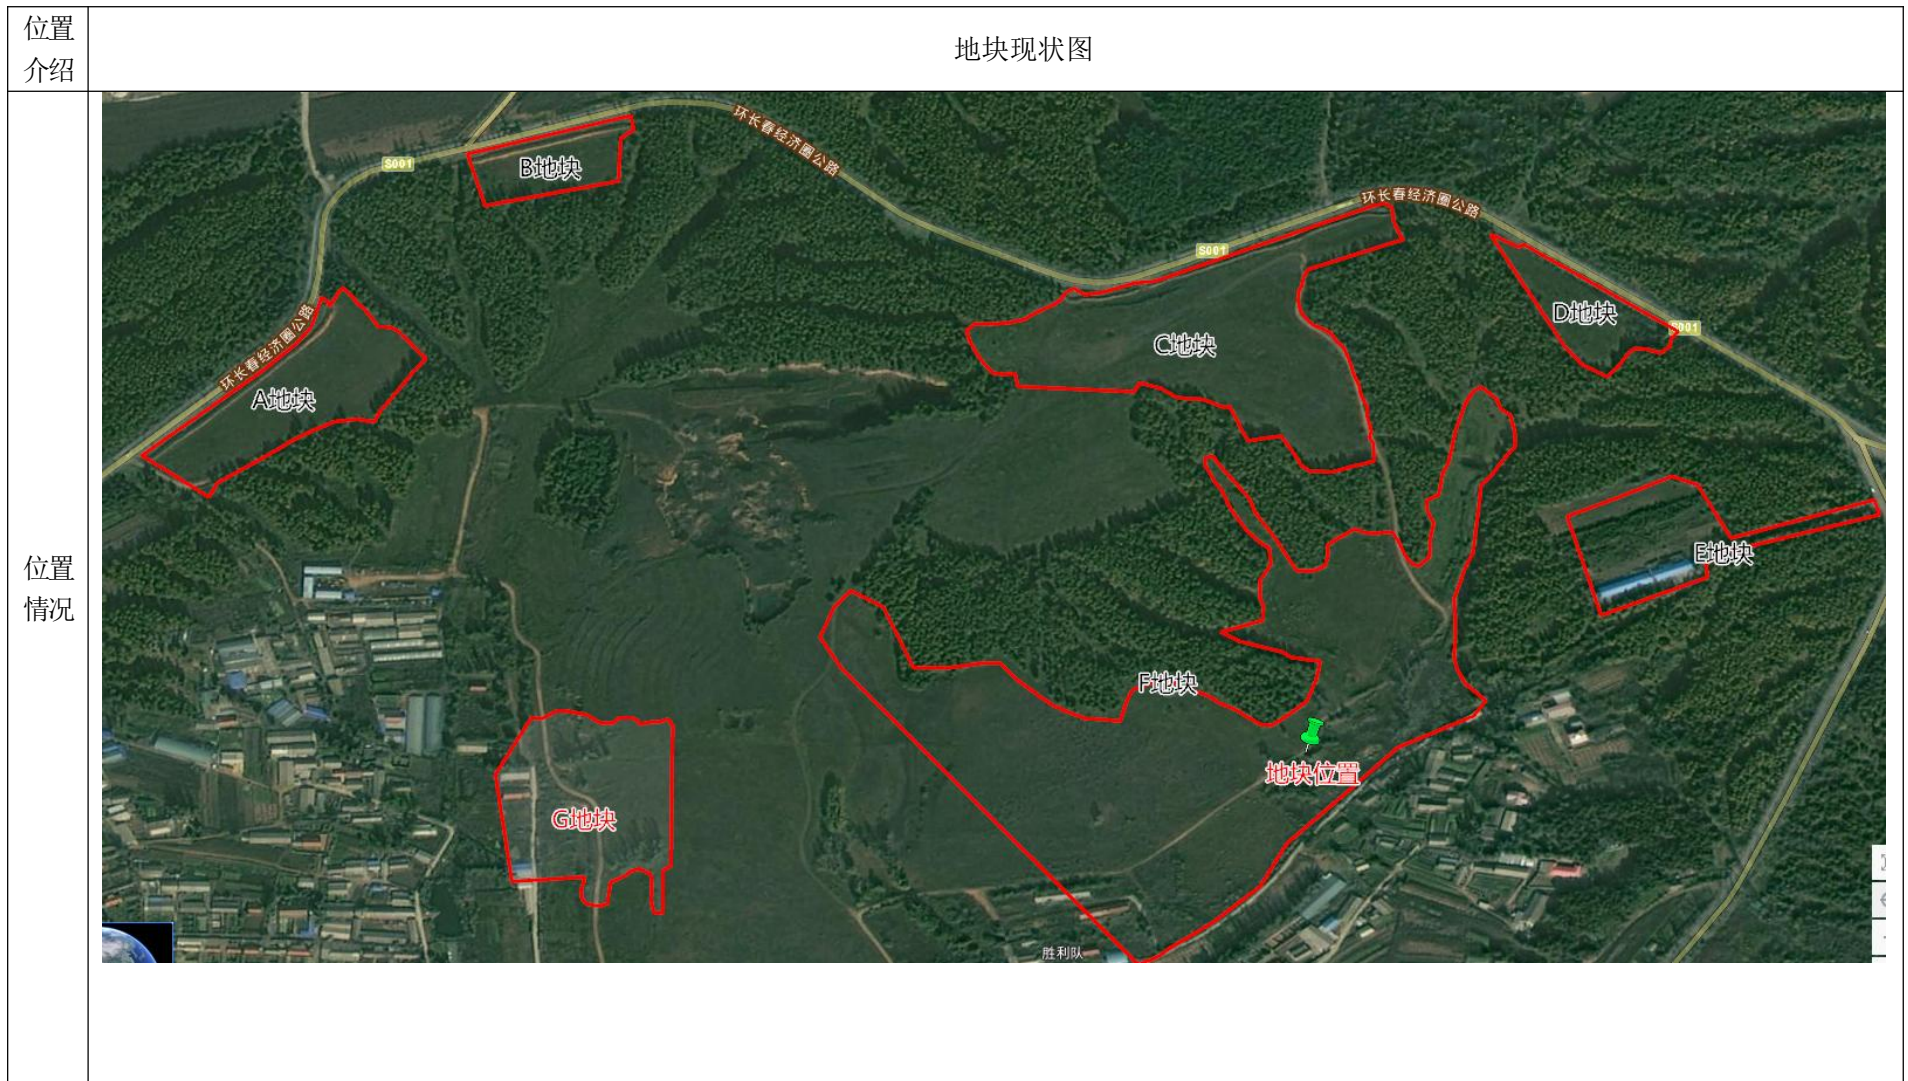 位置
介绍
地块现状图
位置
情况
环长春经济圈公路
S001
B地块
环长春经济圈公路
S001
D地块
S001
C地块
环长春经济圈公路
A地块
E地块
F地块
地块位置
G地块
胜利队